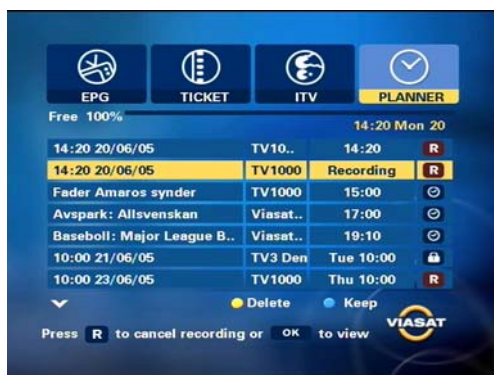 EPG TICKET ITV PLANNER
Free 100%
14:20 Mon 20
14:20 20/06/05 TV10.. 14:20 R
14:20 20/06/05 TV1000 Recording R
Fader Amaros synder TV1000 15:00
Avspark: Allsvenskan Viasat.. 17:00
Baseboll: Major League B.. Viasat.. 19:10
10:00 21/06/05 TV3 Den Tue 10:00
10:00 23/06/05 TV1000 Thu 10:00 R
Delete Keep
Press R to cancel recording or OK to view
VIASAT